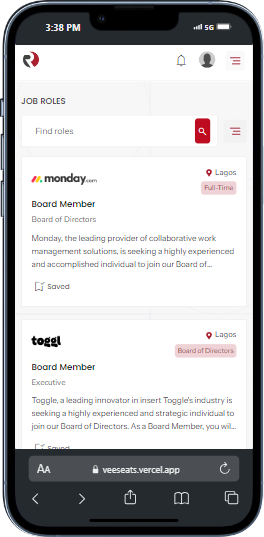 3:38 PM
5G
JOB ROLES
Find roles
monday.com
Lagos
Full-Time
Board Member
Board of Directors
Monday, the leading provider of collaborative work
management solutions, is seeking a highly experienced
and accomplished individual to join our Board of...
Saved
toggl
Lagos
Board of Directors
Board Member
Executive
Toggle, a leading innovator in insert Toggle's industry is
seeking a highly experienced and strategic individual to
join our Board of Directors. As a Board Member, you wil...
Saved
AA
veeseats.vercel.app